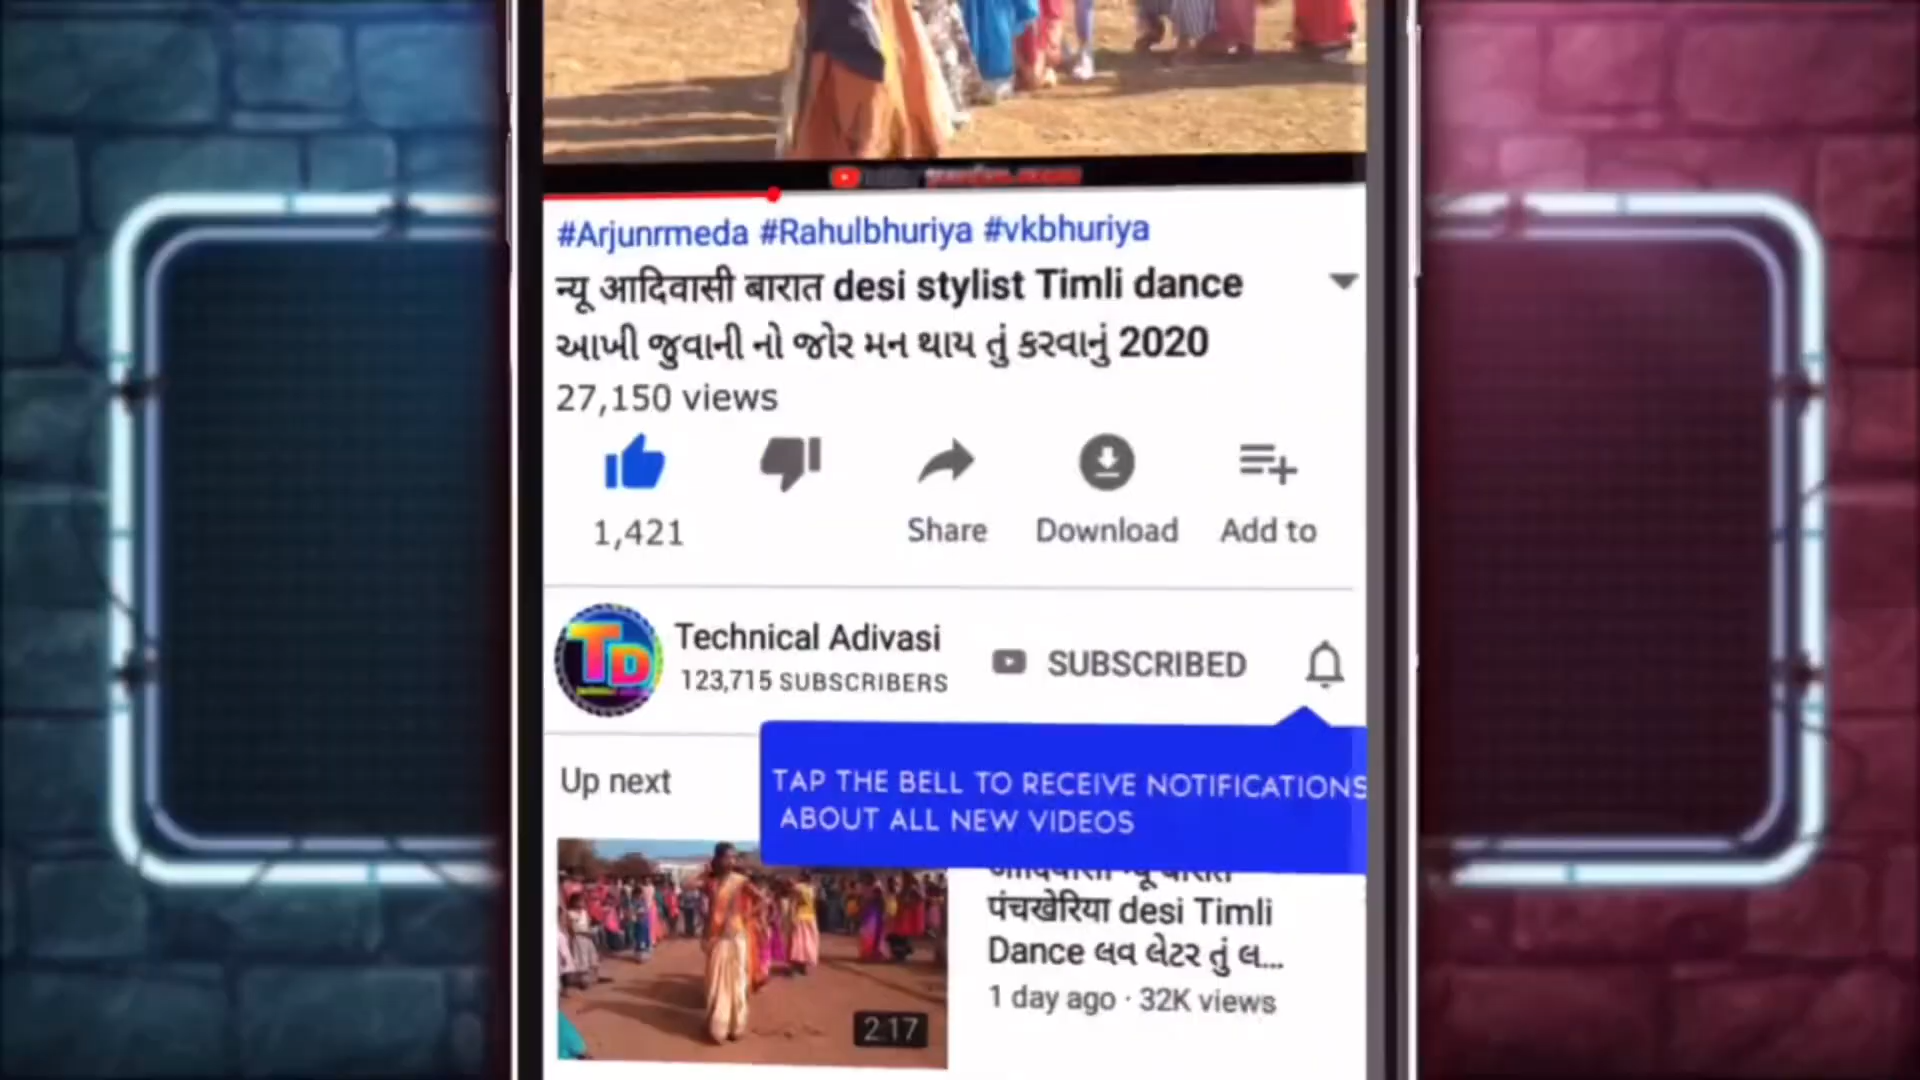 #Arjunrmeda #Rahulbhuriya #vkbhuriya
न्यू आदिवासी बारात desi stylist Timli dance
આખી જુવાની નો જોર મન થાય તું કરવાનું 2020
27,150 views
1,421
Share
Download
Add to
TD
Technical Adivasi
123,715 SUBSCRIBERS
SUBSCRIBED
Up next
TAP THE BELL TO RECEIVE NOTIFICATIONS
ABOUT ALL NEW VIDEOS
पंचखेरिया desi Timli
Dance લવ લેટર તું લ...
1 day ago · 32K views
2:17